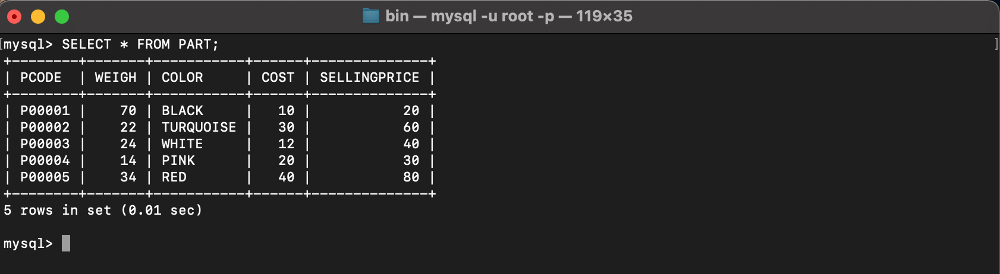 bin — mysql -u root -p — 119×35
[mysql> SELECT * FROM PART; ]
+--------+-------+-----------+------+--------------+
| PCODE  | WEIGH | COLOR     | COST | SELLINGPRICE |
+--------+-------+-----------+------+--------------+
| P00001 |    70 | BLACK     |   10 |           20 |
| P00002 |    22 | TURQUOISE |   30 |           60 |
| P00003 |    24 | WHITE     |   12 |           40 |
| P00004 |    14 | PINK      |   20 |           30 |
| P00005 |    34 | RED       |   40 |           80 |
+--------+-------+-----------+------+--------------+
5 rows in set (0.01 sec)
mysql>